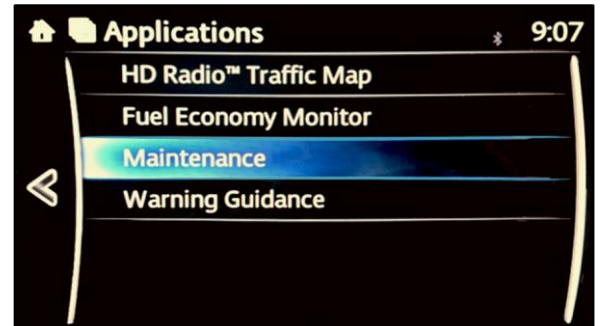 Applications 9:07
HD Radio™ Traffic Map
Fuel Economy Monitor
Maintenance
Warning Guidance